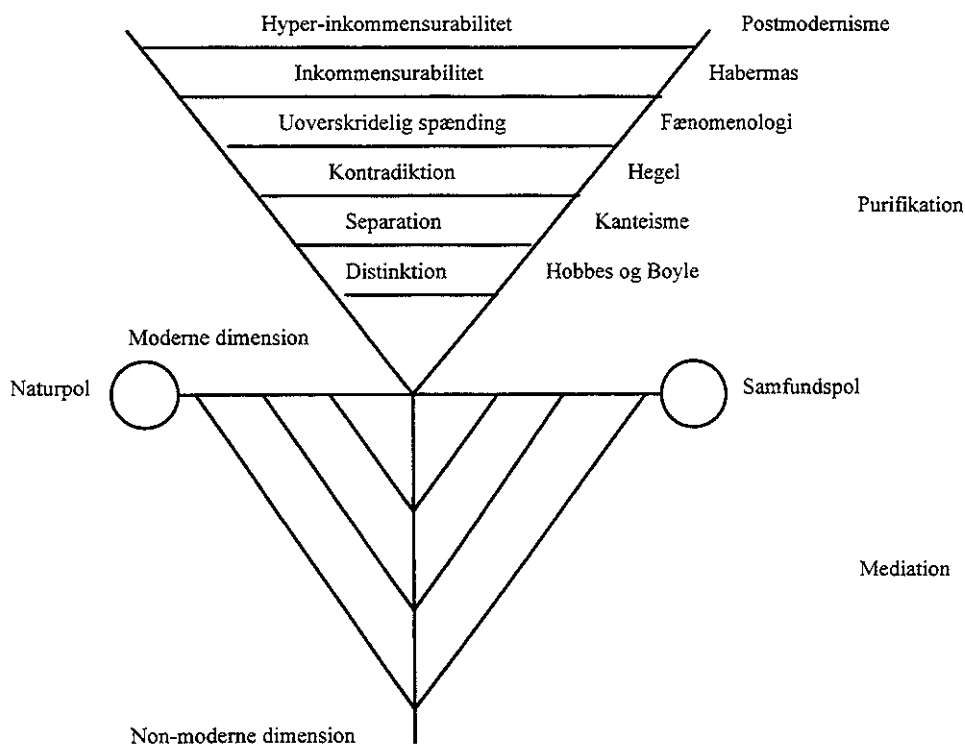 Hyper-inkommensurabilitet Postmodernisme
Inkommensurabilitet Habermas
Uoverskridelig spænding Fænomenologi
Kontradiktion Hegel
Purifikation
Separation Kanteisme
Distinktion Hobbes og Boyle
Moderne dimension
Naturpol Samfundspol
Mediation
Non-moderne dimension